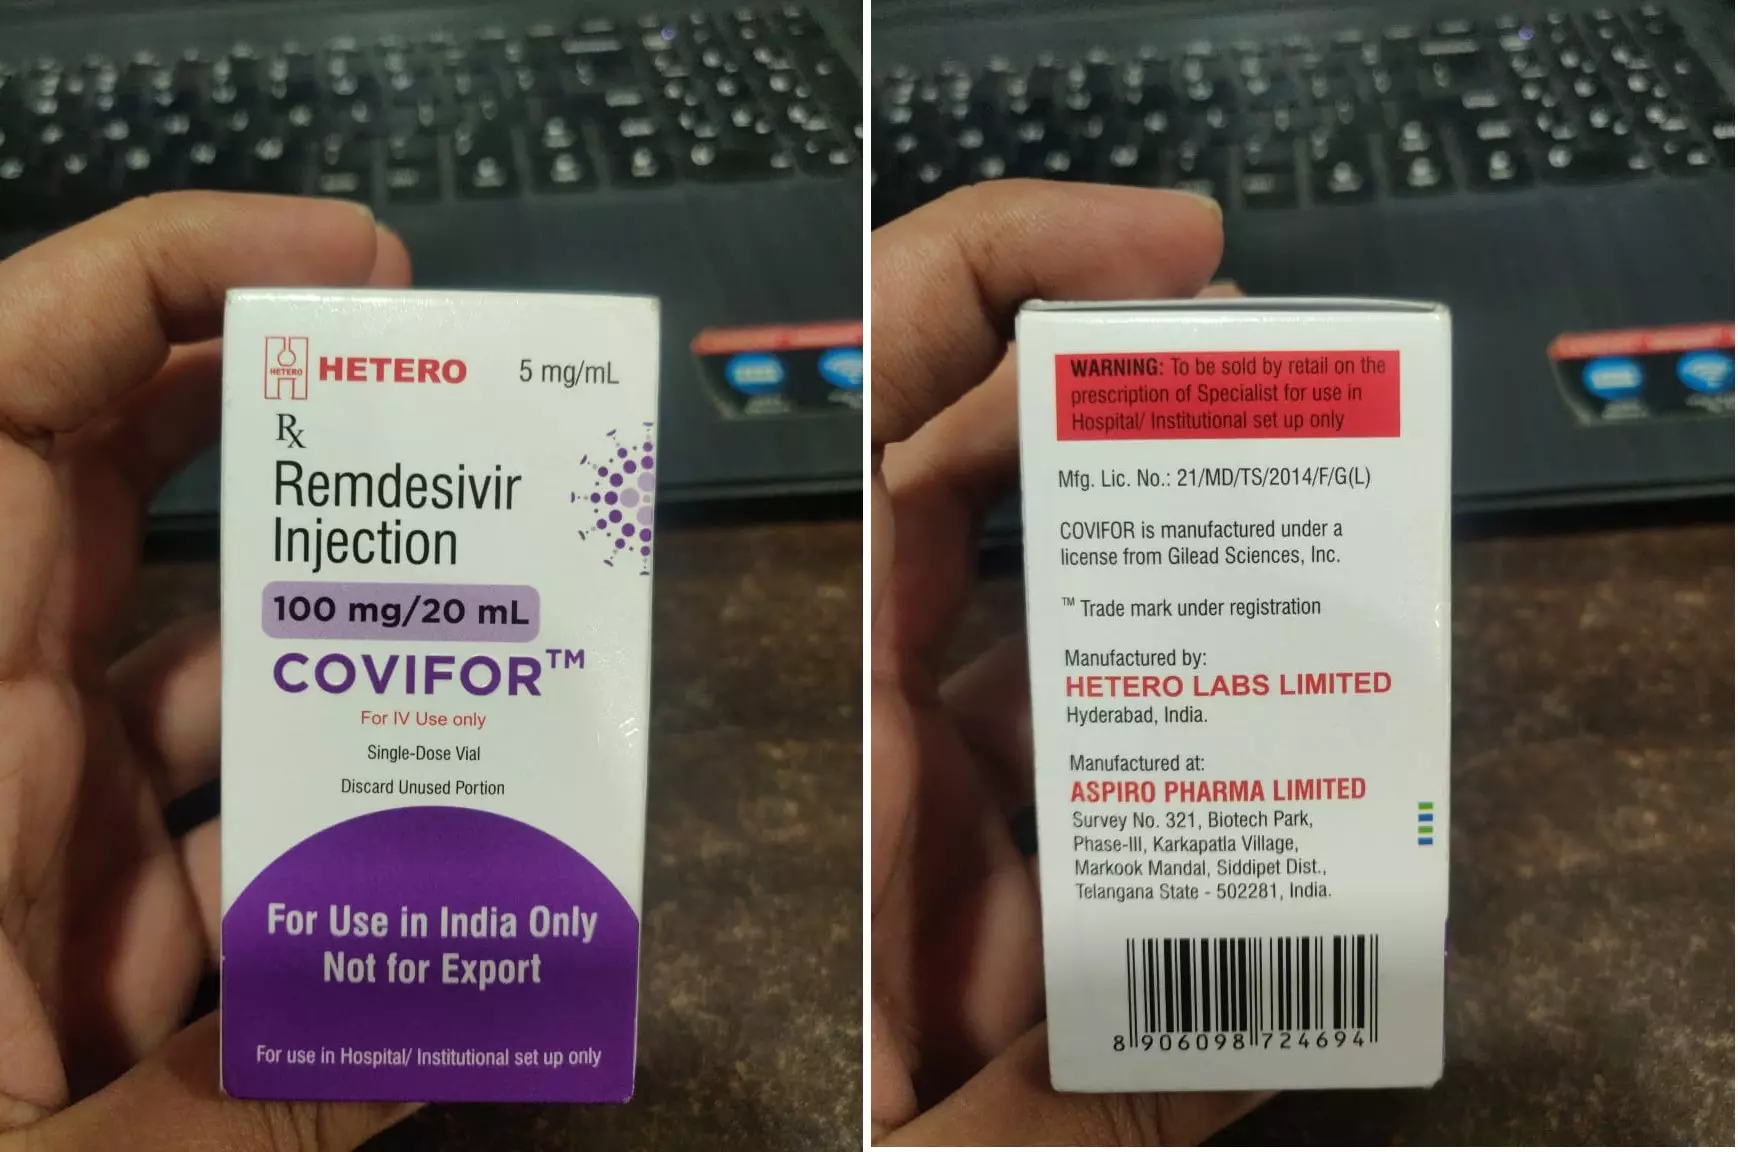 HETERO
HETERO
5 mg/mL
Rx
Remdesivir
Injection
100 mg/20 mL
COVIFOR™
For IV Use only
Single-Dose Vial
Discard Unused Portion
For Use in India Only
Not for Export
For use in Hospital/ Institutional set up only
WARNING: To be sold by retail on the
prescription of Specialist for use in
Hospital/ Institutional set up only
Mfg. Lic. No.: 21/MD/TS/2014/F/G(L)
COVIFOR is manufactured under a
license from Gilead Sciences, Inc.
™ Trade mark under registration
Manufactured by:
HETERO LABS LIMITED
Hyderabad, India.
Manufactured at:
ASPIRO PHARMA LIMITED
Survey No. 321, Biotech Park,
Phase-III, Karkapatla Village,
Markook Mandal, Siddipet Dist.,
Telangana State - 502281, India.
8 906098 724694